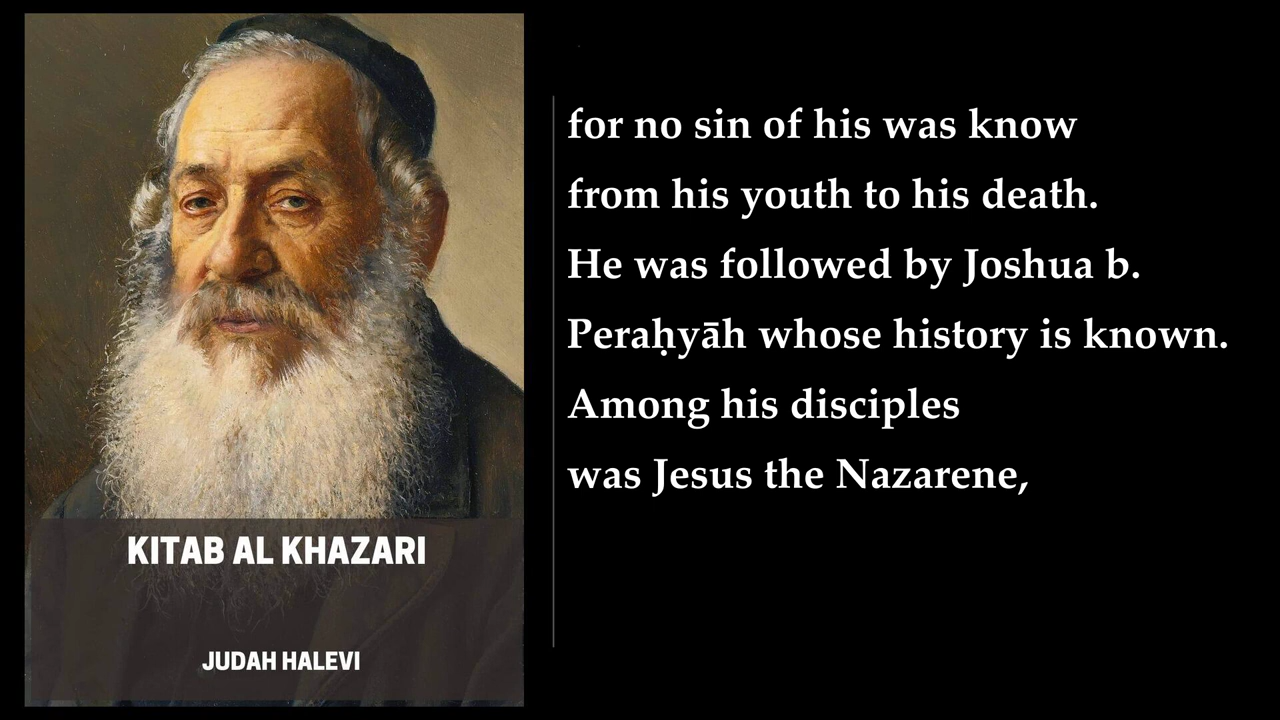 KITAB AL KHAZARI
JUDAH HALEVI
for no sin of his was know
from his youth to his death.
He was followed by Joshua b.
Peraḥyāh whose history is known.
Among his disciples
was Jesus the Nazarene,